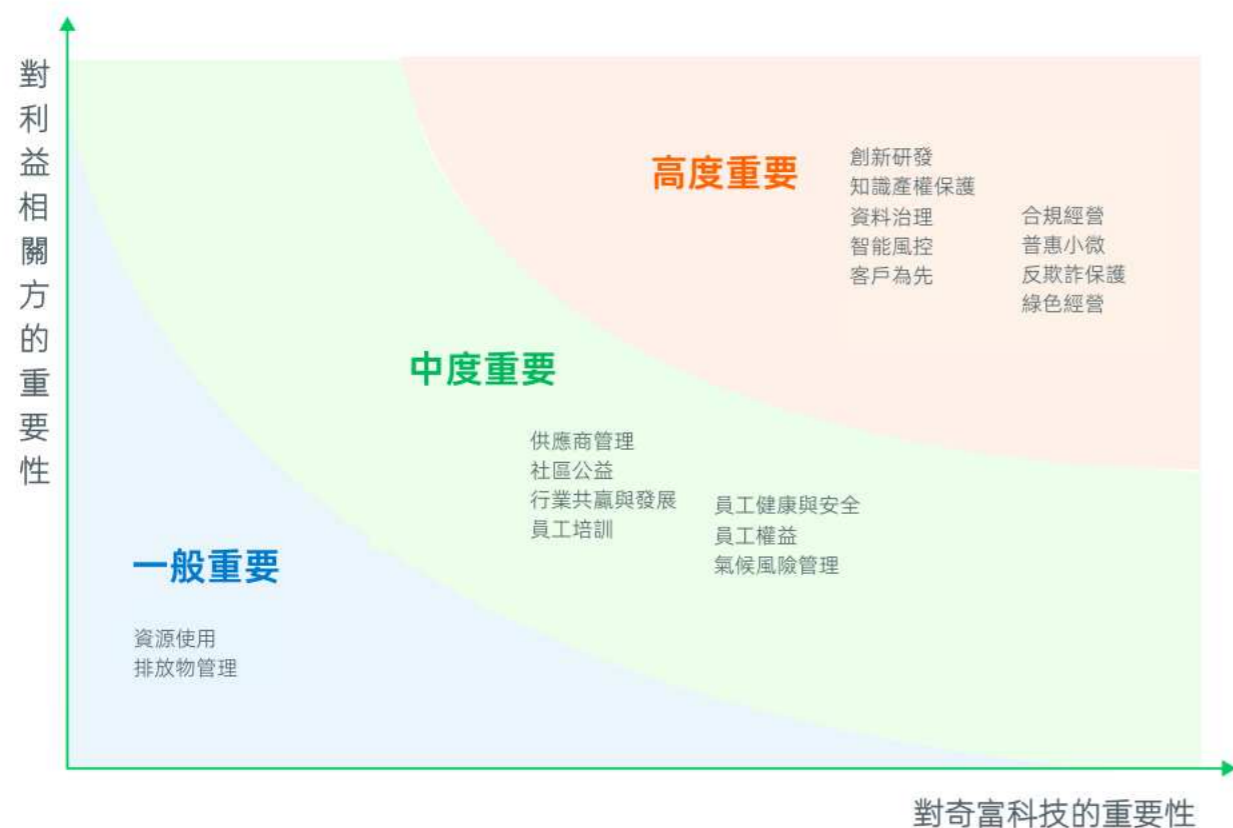 對利益相關方的重要性
高度重要
創新研發
知識產權保護
資料治理
智能風控
客戶為先
合規經營
普惠小微
反欺詐保護
綠色經營
中度重要
供應商管理
社區公益
行業共贏與發展
員工培訓
員工健康與安全
員工權益
氣候風險管理
一般重要
資源使用
排放物管理
對奇富科技的重要性